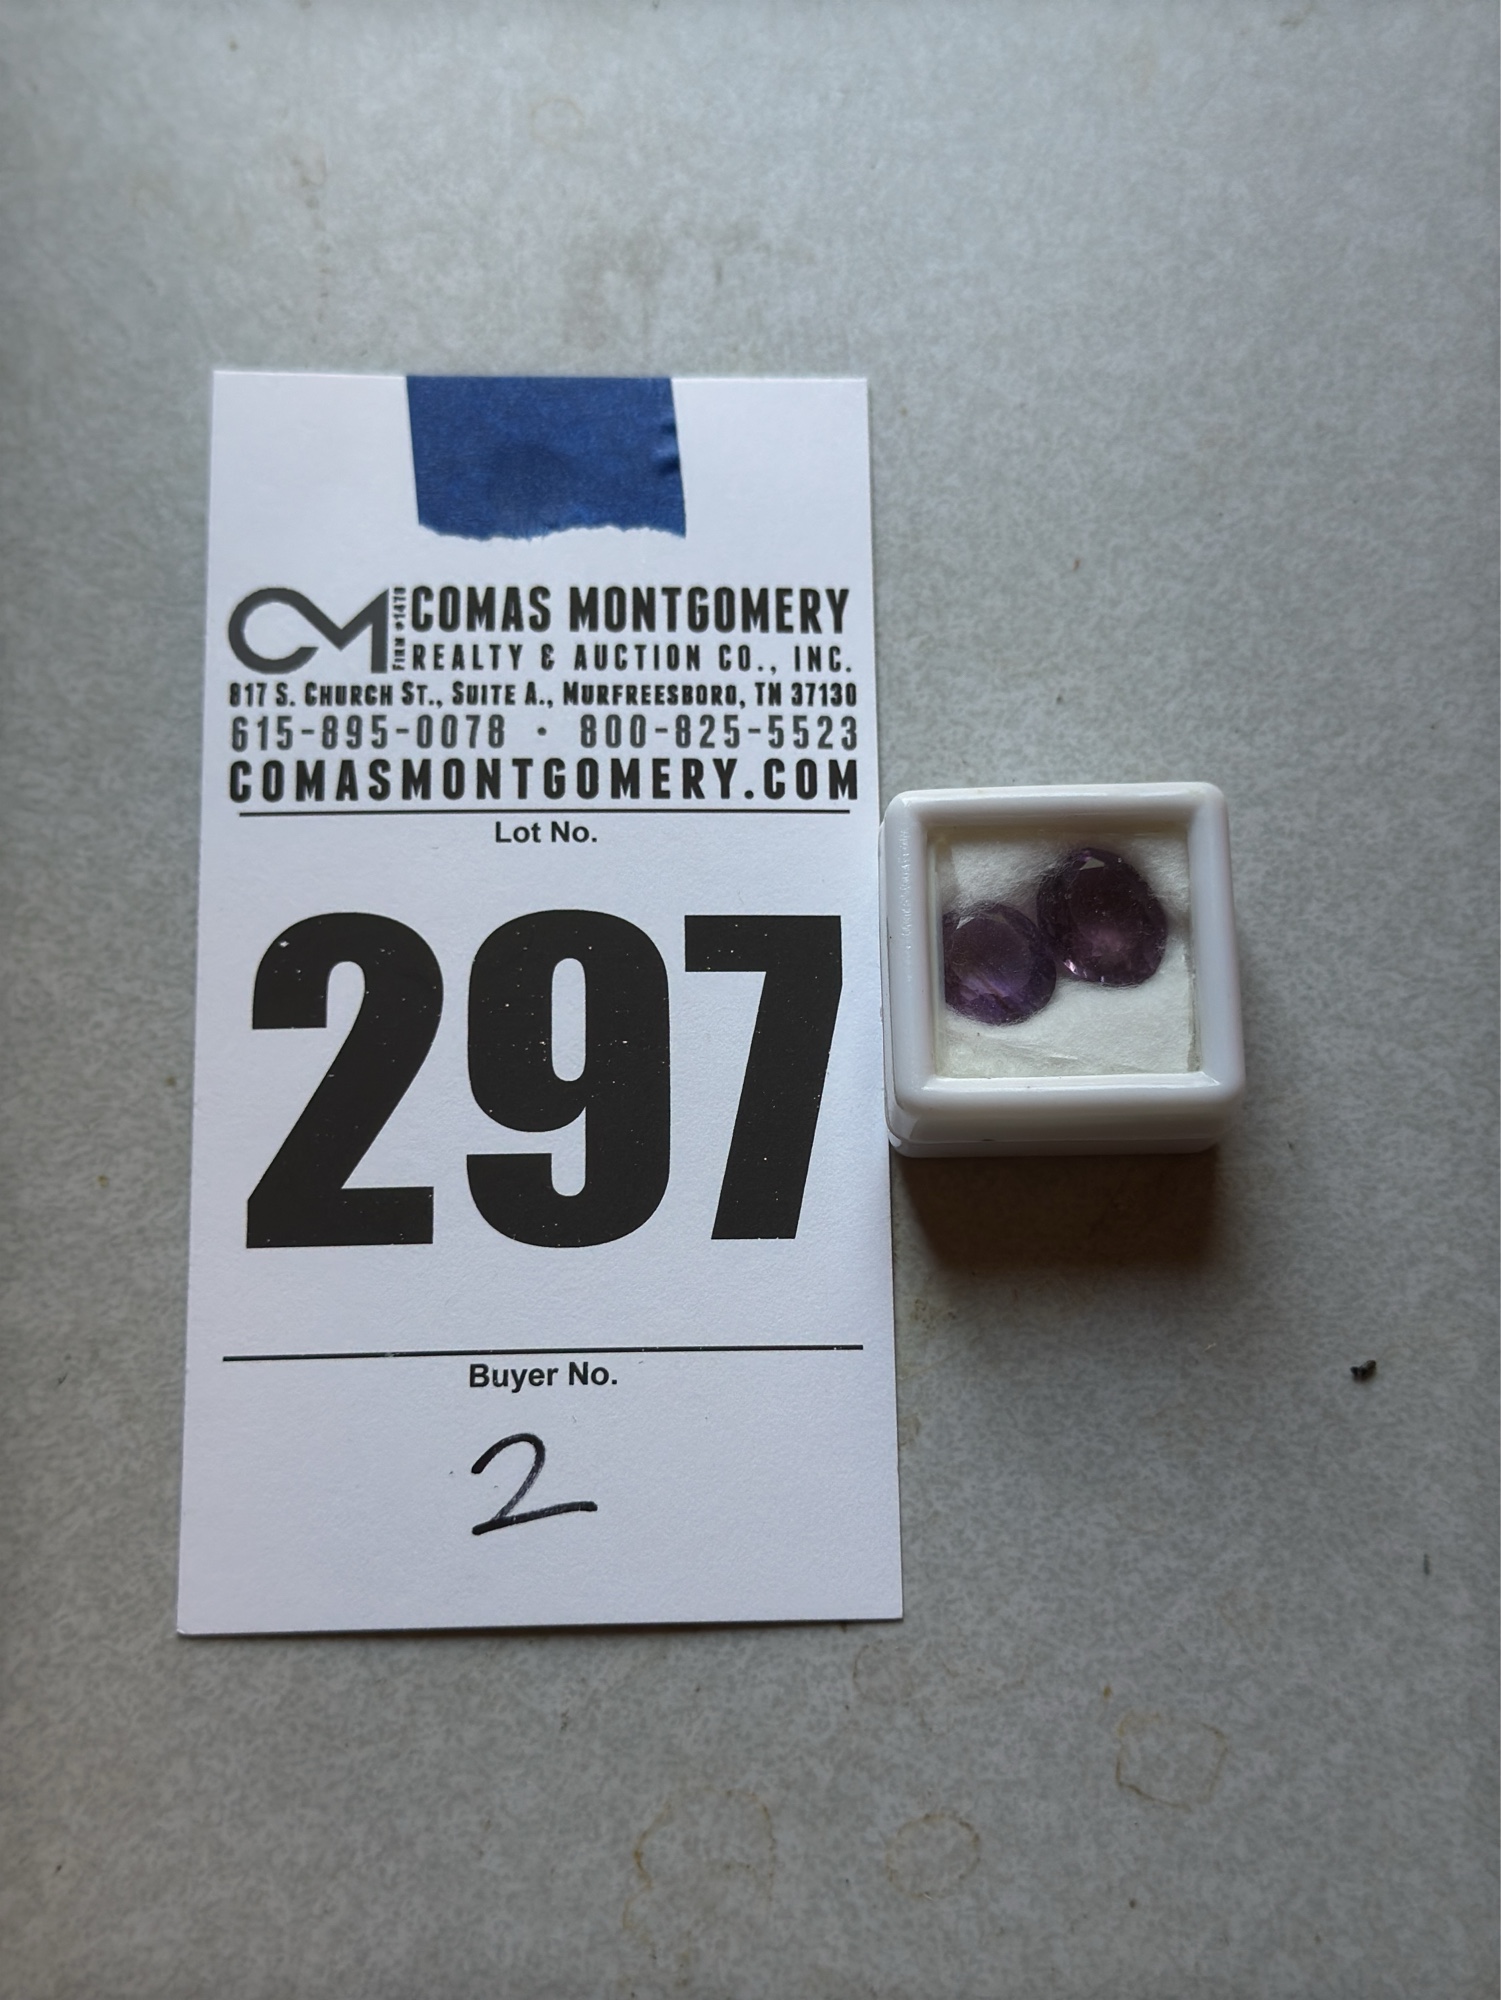 CM FIRM #1470 COMAS MONTGOMERY
REALTY & AUCTION CO., INC.
817 S. CHURCH ST., SUITE A., MURFREESBORO, TN 37130
615-895-0078 · 800-825-5523
COMASMONTGOMERY.COM
Lot No.
297
Buyer No.
2